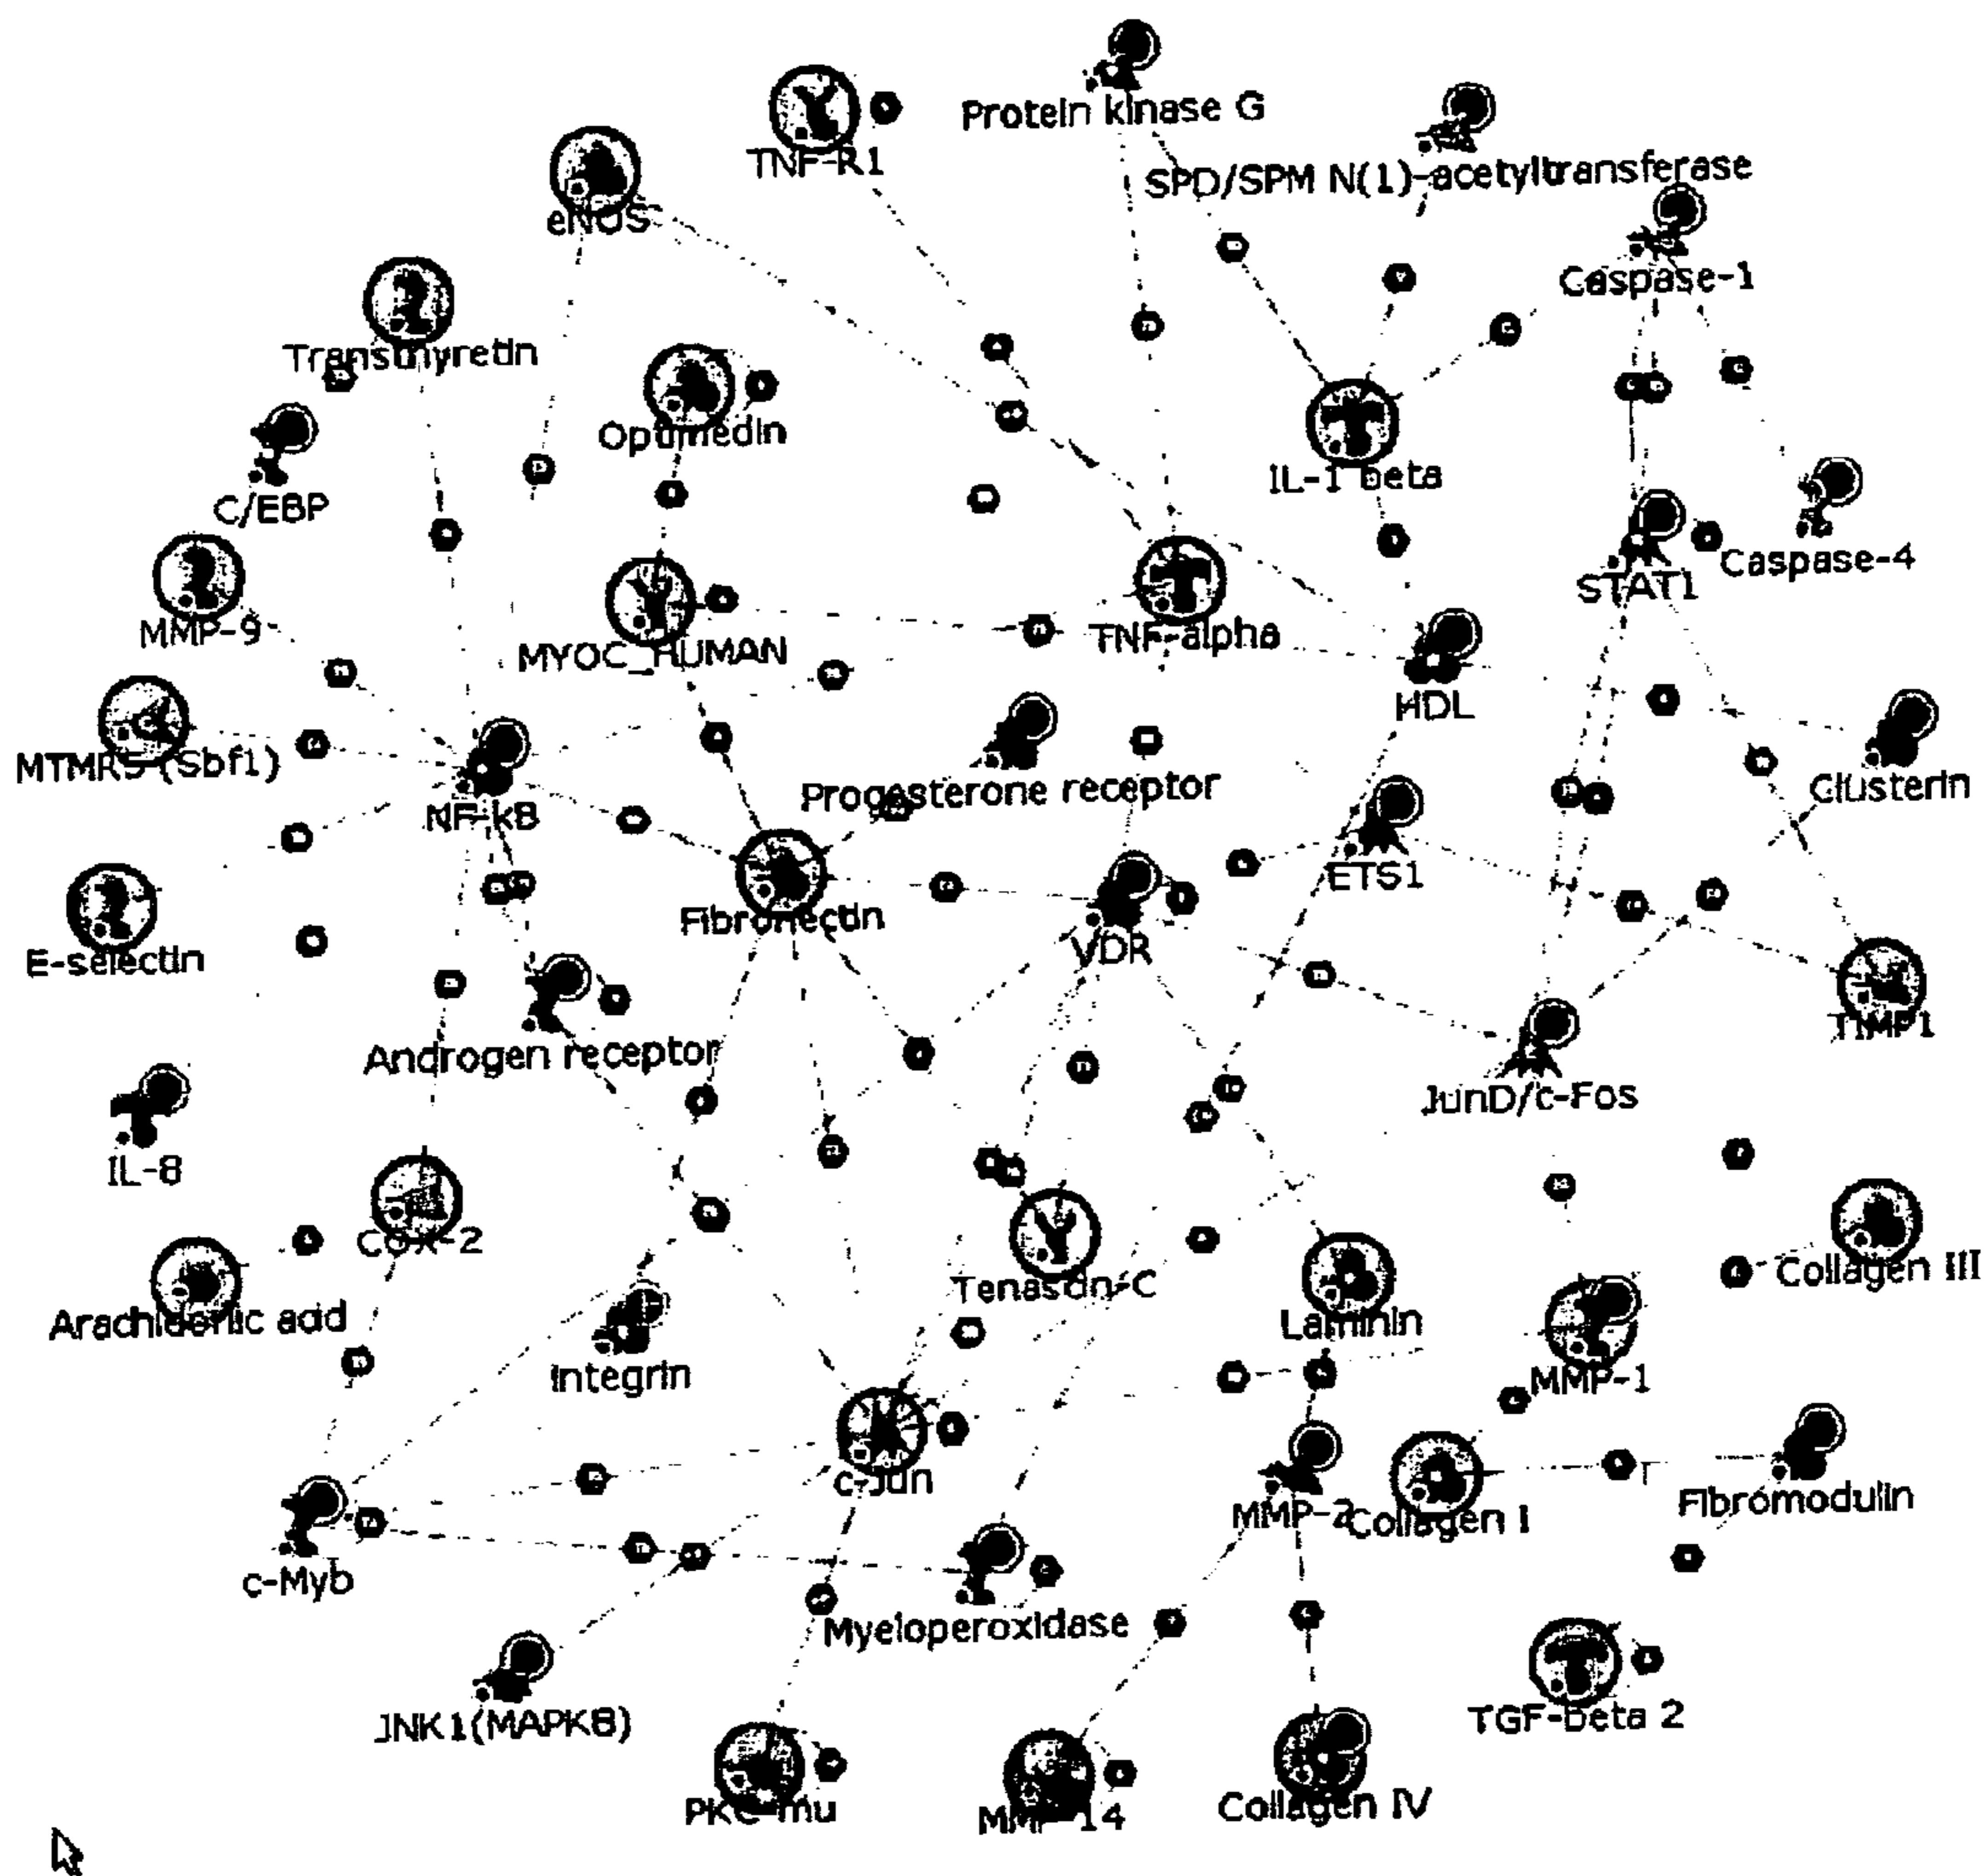 Protein kinase G
TNF-R1
SPD/SPM N(1)-acetyltransferase
eNOS
Caspase-1
Transthyretin
Optimedin
IL-1 beta
C/EBP
Caspase-4
STAT1
MMP-9
TNF-alpha
MYOC_HUMAN
HDL
MTMR5 (Sbf1)
Clusterin
Progesterone receptor
NF-kB
ETS1
Fibronectin
VDR
E-selectin
TIMP1
Androgen receptor
JunD/c-Fos
IL-8
COX-2
Collagen III
Tenascin-C
Arachidonic acid
Laminin
Integrin
MMP-1
c-Jun
Fibromodulin
MMP-2
Collagen I
c-Myb
Myeloperoxidase
TGF-beta 2
JNK1(MAPK8)
PKC-mu
MMP-14
Collagen IV